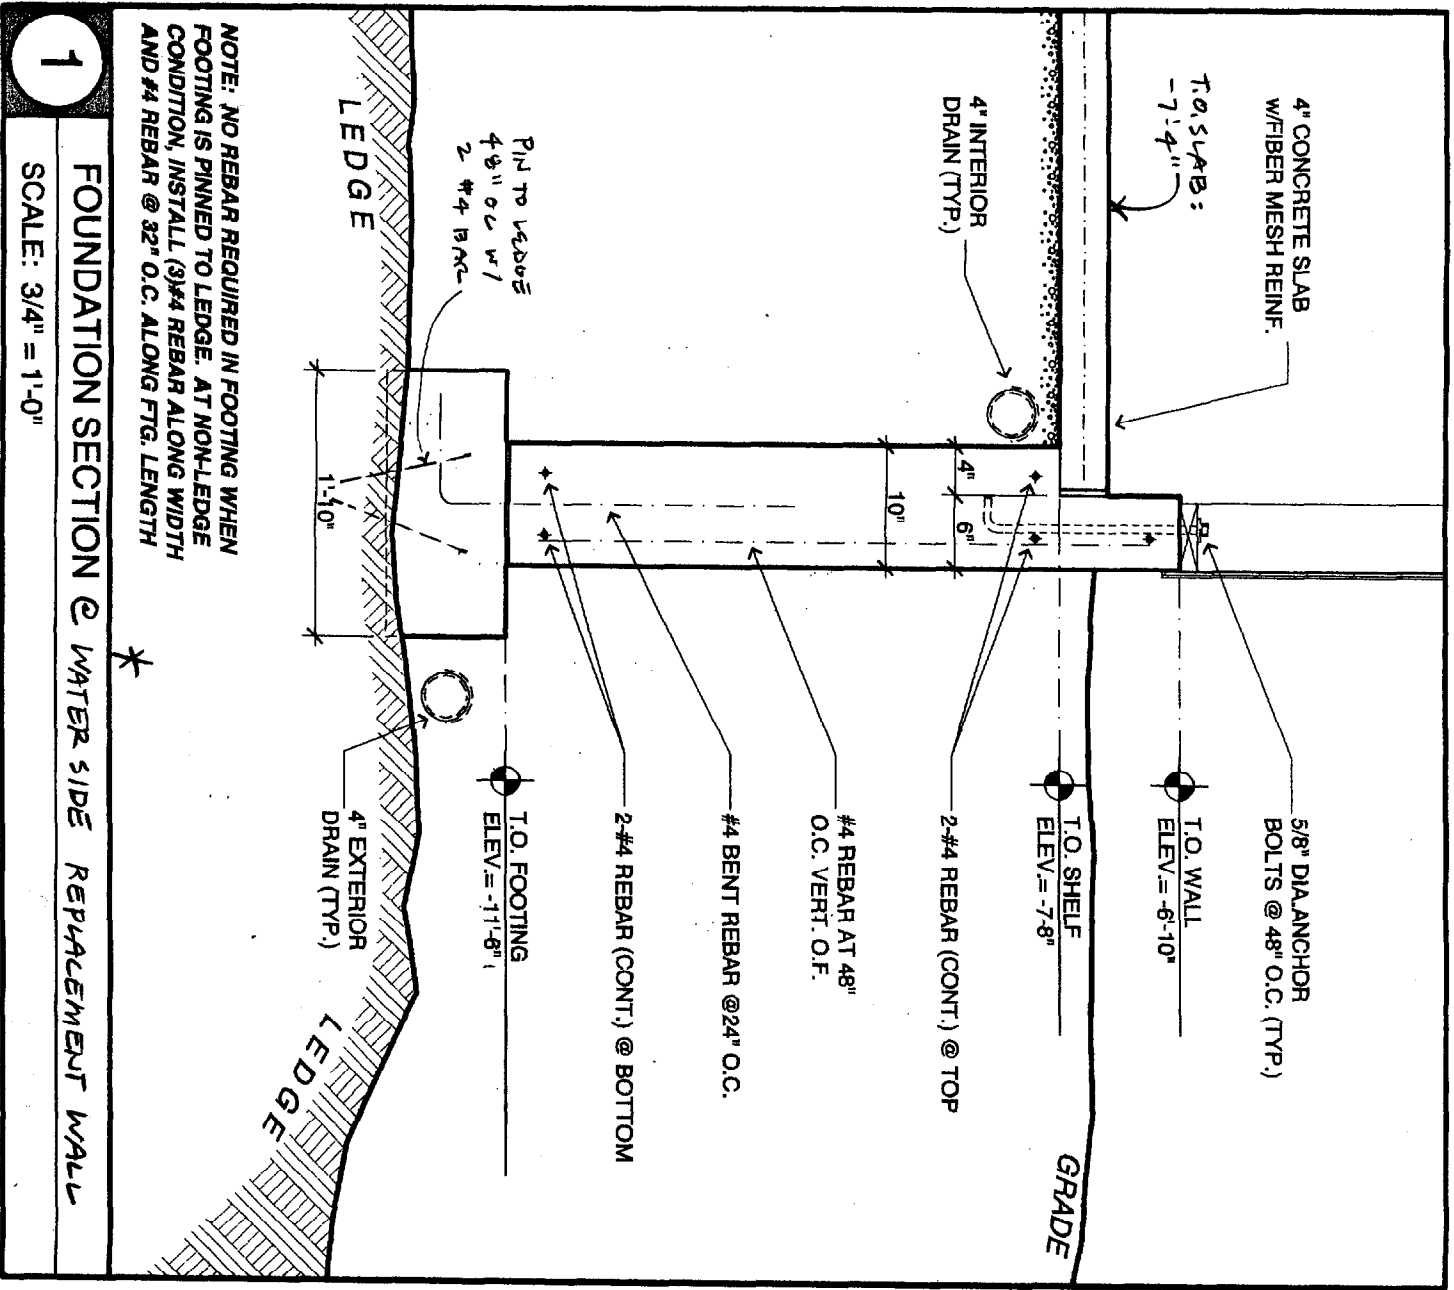 4" CONCRETE SLAB
W/FIBER MESH REINF.
T.O. SLAB:
-7'-4"
4" INTERIOR
DRAIN (TYP.)
PIN TO LEDGE
48" OC W/
2 #4 BAR
LEDGE
4"
6"
10"
1'-10"
5/8" DIA.ANCHOR
BOLTS @ 48" O.C. (TYP.)
T.O. WALL
ELEV.= -6'-10"
T.O. SHELF
ELEV.= -7'-8"
GRADE
2-#4 REBAR (CONT.) @ TOP
#4 REBAR AT 48"
O.C. VERT. O.F.
#4 BENT REBAR @24" O.C.
2-#4 REBAR (CONT.) @ BOTTOM
T.O. FOOTING
ELEV.= -11'-6"
4" EXTERIOR
DRAIN (TYP.)
LEDGE
NOTE: NO REBAR REQUIRED IN FOOTING WHEN
FOOTING IS PINNED TO LEDGE. AT NON-LEDGE
CONDITION, INSTALL (3)#4 REBAR ALONG WIDTH
AND #4 REBAR @ 32" O.C. ALONG FTG. LENGTH
*
1
FOUNDATION SECTION @ WATER SIDE REPLACEMENT WALL
SCALE: 3/4" = 1'-0"